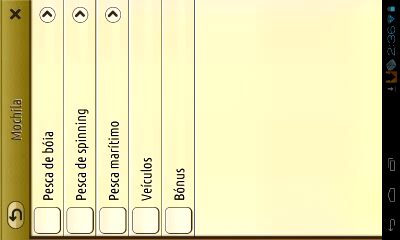 Mochila
Pesca de bóia
Pesca de spinning
Pesca marítimo
Veículos
Bónus
2:36